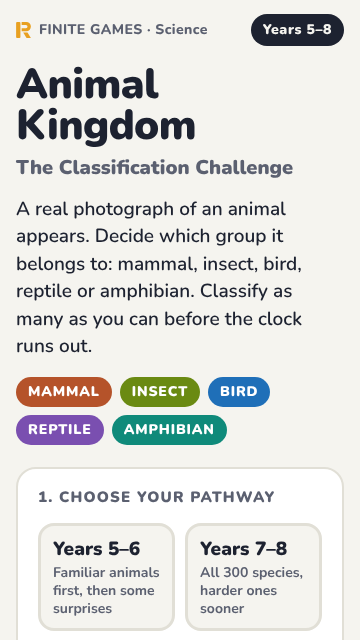 FINITE GAMES · Science
Years 5–8
Animal
Kingdom
The Classification Challenge
A real photograph of an animal
appears. Decide which group it
belongs to: mammal, insect, bird,
reptile or amphibian. Classify as
many as you can before the clock
runs out.
MAMMAL INSECT BIRD
REPTILE AMPHIBIAN
1. CHOOSE YOUR PATHWAY
Years 5–6
Familiar animals
first, then some
surprises
Years 7–8
All 300 species,
harder ones
sooner